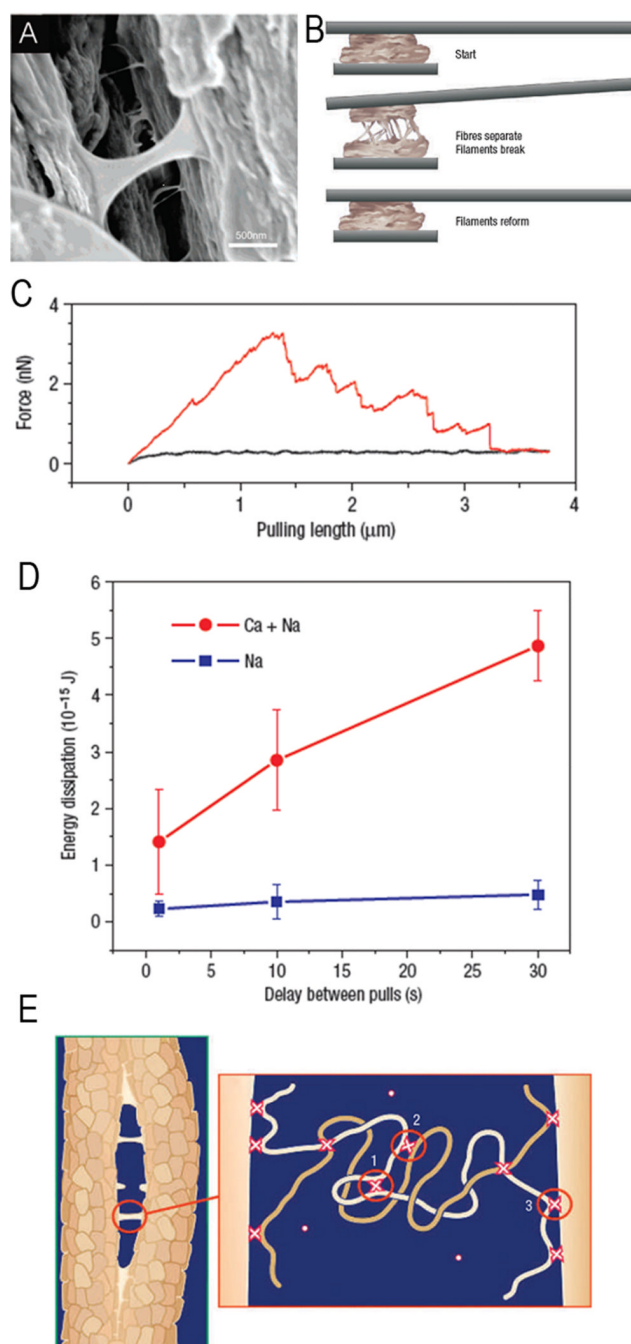 A
500nm
B
Start
Fibres separate
Filaments break
Filaments reform
C
4
2
0
Force (nN)
0 1 2 3 4
Pulling length (μm)
D
6
5
4
3
2
1
0
Energy dissipation (10⁻¹⁵ J)
Ca + Na
Na
0 5 10 15 20 25 30
Delay between pulls (s)
E
1
2
3